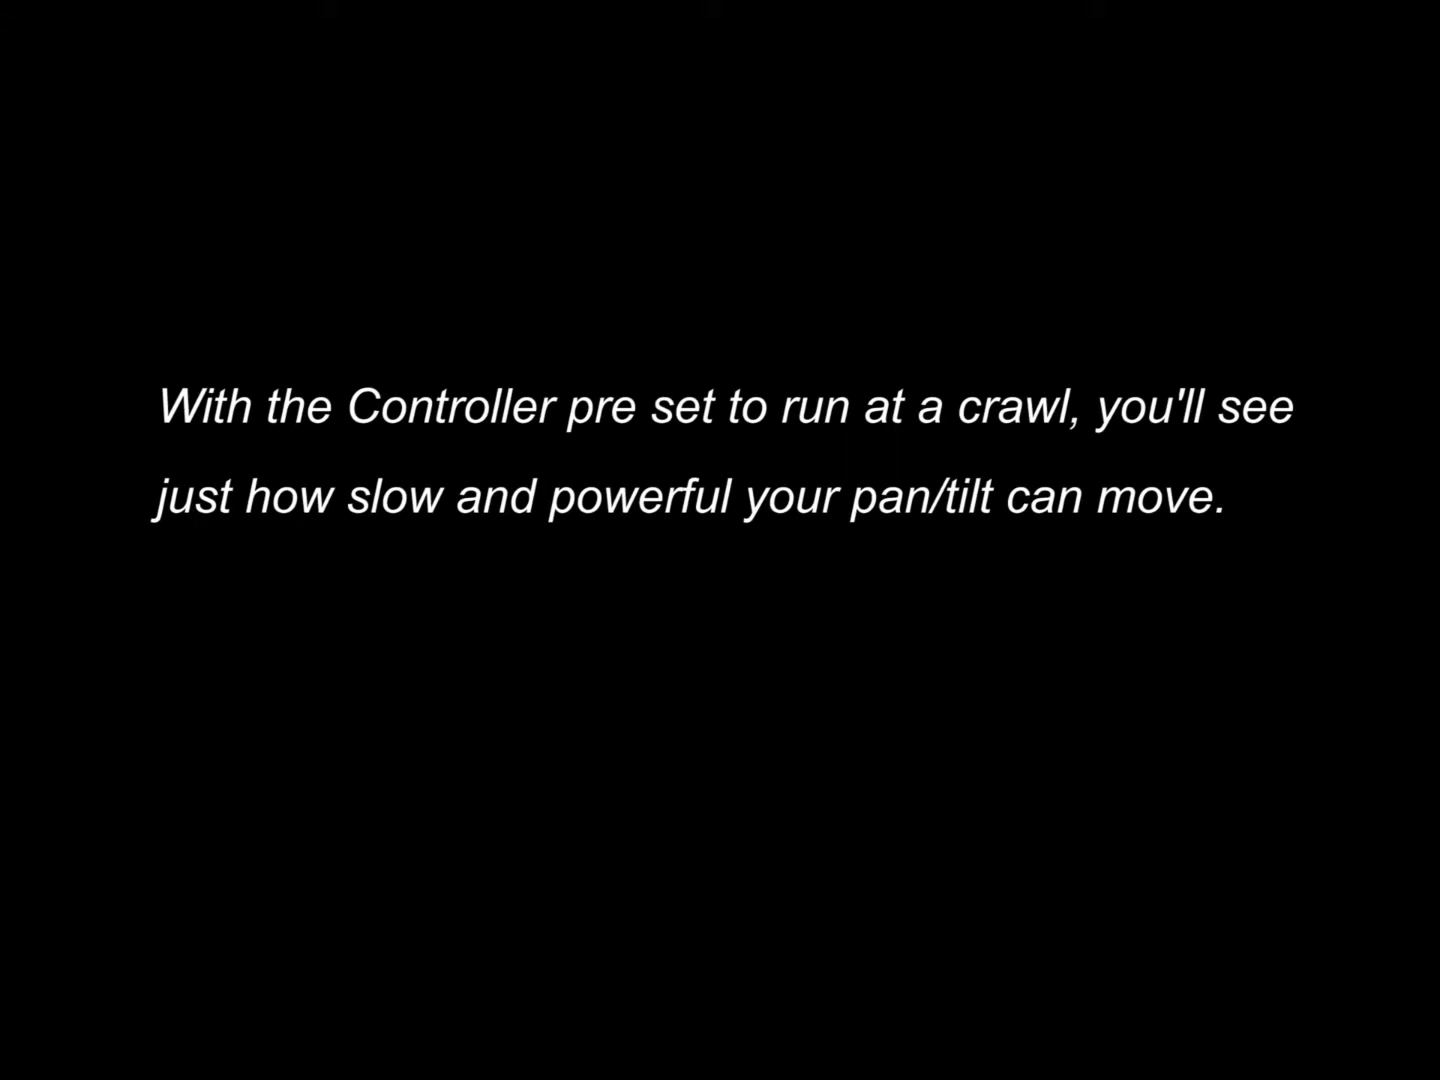 With the Controller pre set to run at a crawl, you'll see
just how slow and powerful your pan/tilt can move.